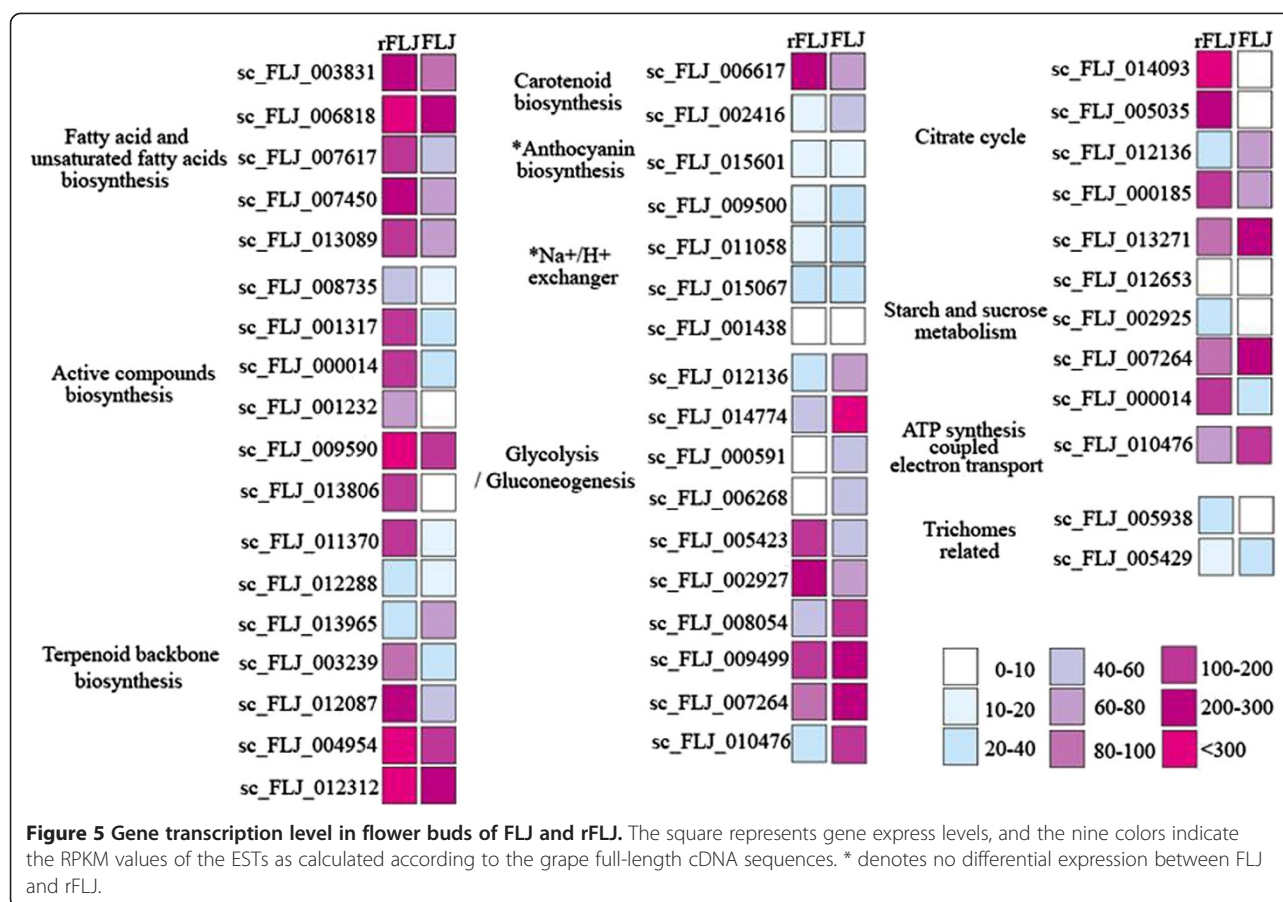 rFLJ FLJ
sc_FLJ_003831
sc_FLJ_006818
Fatty acid and
unsaturated fatty acids
biosynthesis
sc_FLJ_007617
sc_FLJ_007450
sc_FLJ_013089
sc_FLJ_008735
sc_FLJ_001317
Active compounds
biosynthesis
sc_FLJ_000014
sc_FLJ_001232
sc_FLJ_009590
sc_FLJ_013806
sc_FLJ_011370
sc_FLJ_012288
sc_FLJ_013965
Terpenoid backbone
biosynthesis
sc_FLJ_003239
sc_FLJ_012087
sc_FLJ_004954
sc_FLJ_012312
rFLJ FLJ
Carotenoid
biosynthesis
sc_FLJ_006617
sc_FLJ_002416
*Anthocyanin
biosynthesis
sc_FLJ_015601
sc_FLJ_009500
*Na+/H+
exchanger
sc_FLJ_011058
sc_FLJ_015067
sc_FLJ_001438
sc_FLJ_012136
sc_FLJ_014774
Glycolysis
/ Gluconeogenesis
sc_FLJ_000591
sc_FLJ_006268
sc_FLJ_005423
sc_FLJ_002927
sc_FLJ_008054
sc_FLJ_009499
sc_FLJ_007264
sc_FLJ_010476
rFLJ FLJ
sc_FLJ_014093
sc_FLJ_005035
Citrate cycle
sc_FLJ_012136
sc_FLJ_000185
sc_FLJ_013271
sc_FLJ_012653
Starch and sucrose
metabolism
sc_FLJ_002925
sc_FLJ_007264
sc_FLJ_000014
ATP synthesis
coupled
electron transport
sc_FLJ_010476
Trichomes
related
sc_FLJ_005938
sc_FLJ_005429
0-10 40-60 100-200
10-20 60-80 200-300
20-40 80-100 <300
Figure 5 Gene transcription level in flower buds of FLJ and rFLJ. The square represents gene express levels, and the nine colors indicate
the RPKM values of the ESTs as calculated according to the grape full-length cDNA sequences. * denotes no differential expression between FLJ
and rFLJ.